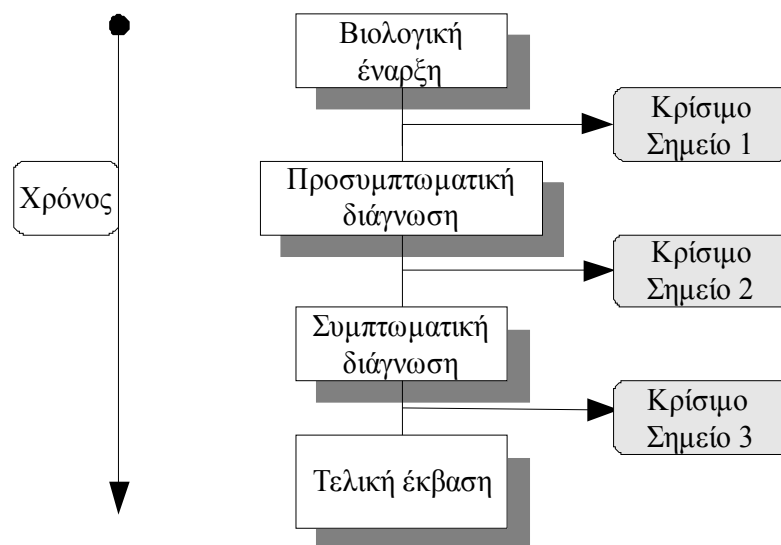 Βιολογική
έναρξη
Κρίσιμο
Σημείο 1
Χρόνος
Προσυμπτωματική
διάγνωση
Κρίσιμο
Σημείο 2
Συμπτωματική
διάγνωση
Κρίσιμο
Σημείο 3
Τελική έκβαση